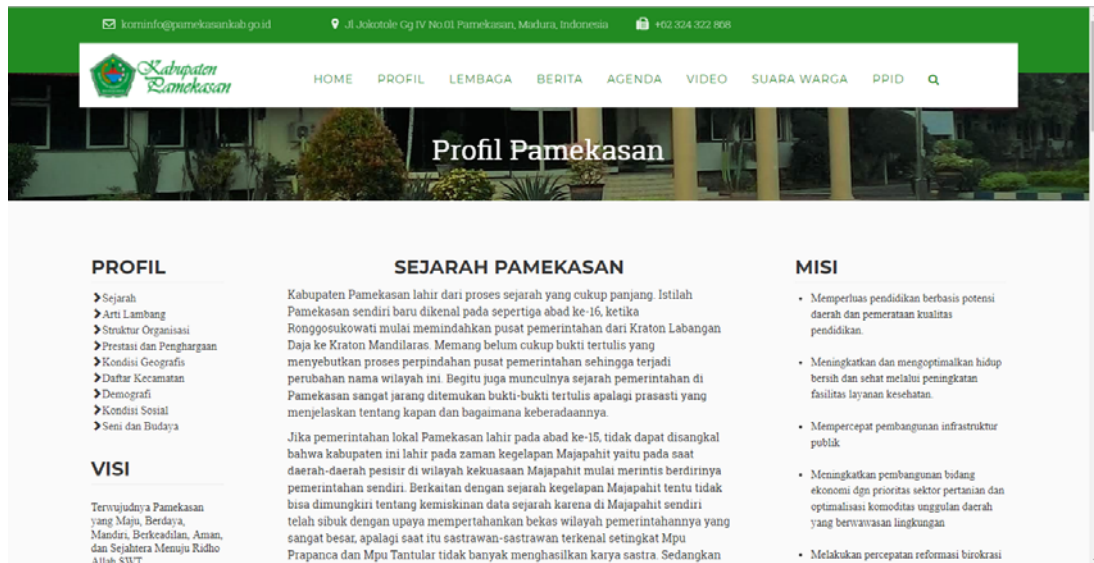 kominfo@pamekasankab.go.id
Jl Jokotole Gg IV No.01 Pamekasan, Madura, Indonesia
+62 324 322 868
Kabupaten
Pamekasan
HOME PROFIL LEMBAGA BERITA AGENDA VIDEO SUARA WARGA PPID
Profil Pamekasan
PROFIL
Sejarah
Arti Lambang
Struktur Organisasi
Prestasi dan Penghargaan
Kondisi Geografis
Daftar Kecamatan
Demografi
Kondisi Sosial
Seni dan Budaya
VISI
Terwujudnya Pamekasan
yang Maju, Berdaya,
Mandiri, Berkeadilan, Aman,
dan Sejahtera Menuju Ridho
Allah SWT
SEJARAH PAMEKASAN
Kabupaten Pamekasan lahir dari proses sejarah yang cukup panjang. Istilah
Pamekasan sendiri baru dikenal pada sepertiga abad ke-16, ketika
Ronggosukowati mulai memindahkan pusat pemerintahan dari Kraton Labangan
Daja ke Kraton Mandilaras. Memang belum cukup bukti tertulis yang
menyebutkan proses perpindahan pusat pemerintahan sehingga terjadi
perubahan nama wilayah ini. Begitu juga munculnya sejarah pemerintahan di
Pamekasan sangat jarang ditemukan bukti-bukti tertulis apalagi prasasti yang
menjelaskan tentang kapan dan bagaimana keberadaannya.
Jika pemerintahan lokal Pamekasan lahir pada abad ke-15, tidak dapat disangkal
bahwa kabupaten ini lahir pada zaman kegelapan Majapahit yaitu pada saat
daerah-daerah pesisir di wilayah kekuasaan Majapahit mulai merintis berdirinya
pemerintahan sendiri. Berkaitan dengan sejarah kegelapan Majapahit tentu tidak
bisa dimungkiri tentang kemiskinan data sejarah karena di Majapahit sendiri
telah sibuk dengan upaya mempertahankan bekas wilayah pemerintahannya yang
sangat besar, apalagi saat itu sastrawan-sastrawan terkenal setingkat Mpu
Prapanca dan Mpu Tantular tidak banyak menghasilkan karya sastra. Sedangkan
MISI
• Memperluas pendidikan berbasis potensi
daerah dan pemerataan kualitas
pendidikan.
• Meningkatkan dan mengoptimalkan hidup
bersih dan sehat melalui peningkatan
fasilitas layanan kesehatan.
• Mempercepat pembangunan infrastruktur
publik
• Meningkatkan pembangunan bidang
ekonomi dgn prioritas sektor pertanian dan
optimalisasi komoditas unggulan daerah
yang berwawasan lingkungan
• Melakukan percepatan reformasi birokrasi